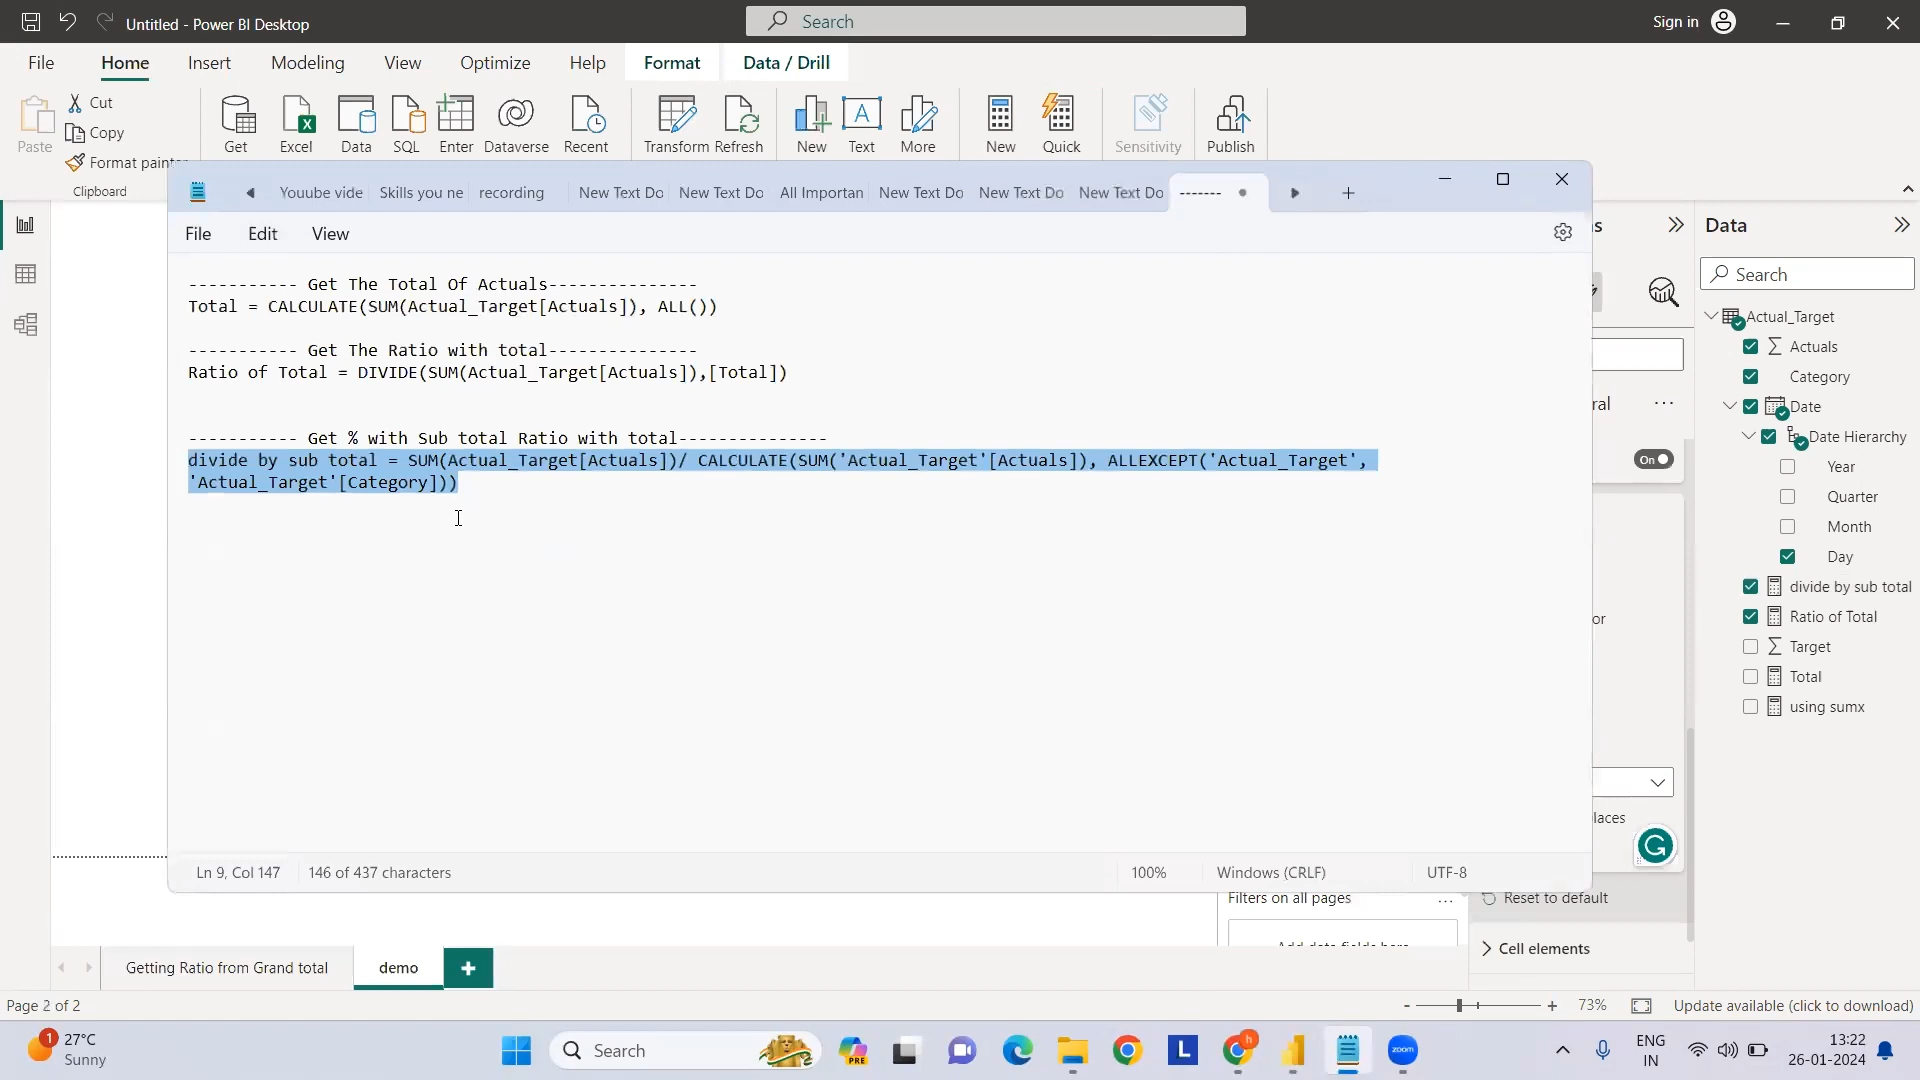 Untitled - Power BI Desktop
Search
Sign in
File
Home
Insert
Modeling
View
Optimize
Help
Format
Data / Drill
Paste
Cut
Copy
Format painter
Clipboard
Get
Excel
Data
SQL
Enter
Dataverse
Recent
Transform
Refresh
New
Text
More
New
Quick
Sensitivity
Publish
Youube vide
Skills you ne
recording
New Text Do
New Text Do
All Importan
New Text Do
New Text Do
New Text Do
-------
File
Edit
View
----------- Get The Total Of Actuals---------------
Total = CALCULATE(SUM(Actual_Target[Actuals]), ALL())
----------- Get The Ratio with total---------------
Ratio of Total = DIVIDE(SUM(Actual_Target[Actuals]),[Total])
----------- Get % with Sub total Ratio with total---------------
divide by sub total = SUM(Actual_Target[Actuals])/ CALCULATE(SUM('Actual_Target'[Actuals]), ALLEXCEPT('Actual_Target',
'Actual_Target'[Category]))
Ln 9, Col 147
146 of 437 characters
100%
Windows (CRLF)
UTF-8
On
Data
Search
Actual_Target
Actuals
Category
Date
Date Hierarchy
Year
Quarter
Month
Day
divide by sub total
Ratio of Total
Target
Total
using sumx
Filters on all pages
Reset to default
Cell elements
Getting Ratio from Grand total
demo
Page 2 of 2
73%
Update available (click to download)
1
27°C
Sunny
Search
PRE
L
h
zoom
ENG
IN
13:22
26-01-2024